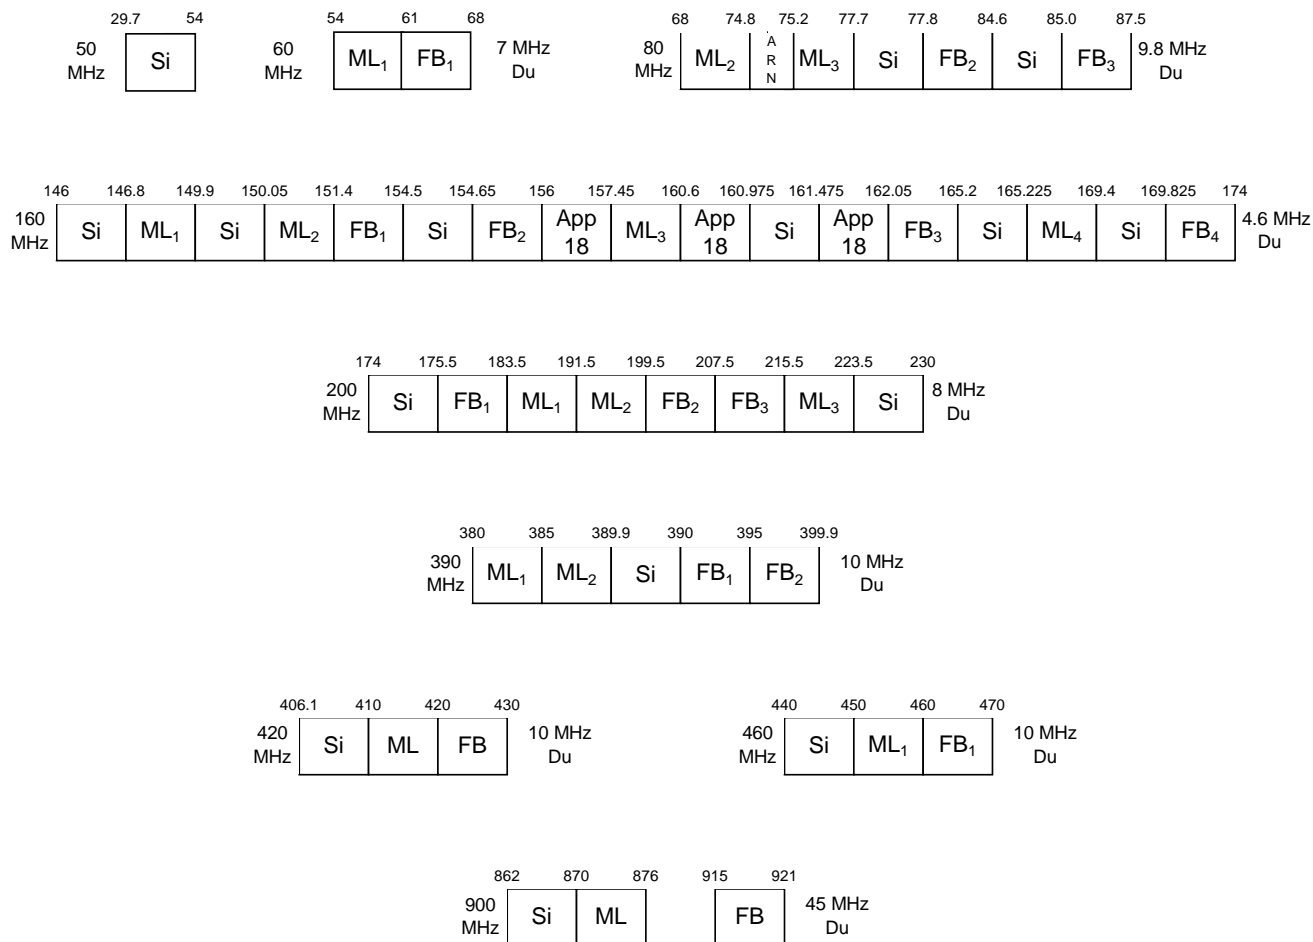 29.7 54
50 MHz
Si
54 61 68
60 MHz
ML₁ FB₁
7 MHz Du
68 74.8 75.2 77.7 77.8 84.6 85.0 87.5
80 MHz
ML₂ ARN ML₃ Si FB₂ Si FB₃
9.8 MHz Du
146 146.8 149.9 150.05 151.4 154.5 154.65 156 157.45 160.6 160.975 161.475 162.05 165.2 165.225 169.4 169.825 174
160 MHz
Si ML₁ Si ML₂ FB₁ Si FB₂ App 18 ML₃ App 18 Si App 18 FB₃ Si ML₄ Si FB₄
4.6 MHz Du
174 175.5 183.5 191.5 199.5 207.5 215.5 223.5 230
200 MHz
Si FB₁ ML₁ ML₂ FB₂ FB₃ ML₃ Si
8 MHz Du
380 385 389.9 390 395 399.9
390 MHz
ML₁ ML₂ Si FB₁ FB₂
10 MHz Du
406.1 410 420 430
420 MHz
Si ML FB
10 MHz Du
440 450 460 470
460 MHz
Si ML₁ FB₁
10 MHz Du
862 870 876 915 921
900 MHz
Si ML FB
45 MHz Du